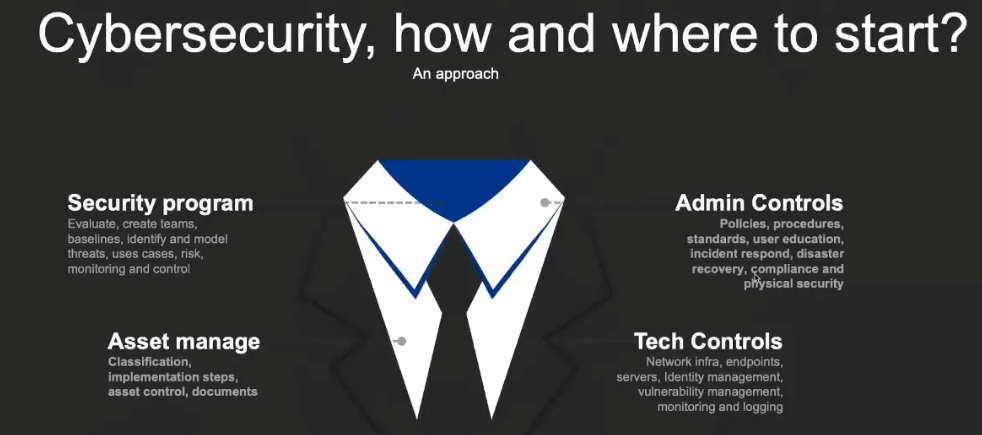 Cybersecurity, how and where to start?
An approach
Security program
Evaluate, create teams,
baselines, identify and model
threats, uses cases, risk,
monitoring and control
Admin Controls
Policies, procedures,
standards, user education,
incident respond, disaster
recovery, compliance and
physical security
Asset manage
Classification,
implementation steps,
asset control, documents
Tech Controls
Network infra, endpoints,
servers, Identity management,
vulnerability management,
monitoring and logging